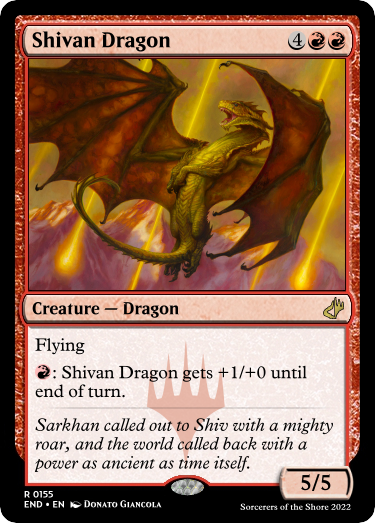 Shivan Dragon 4
Creature — Dragon
Flying
: Shivan Dragon gets +1/+0 until
end of turn.
Sarkhan called out to Shiv with a mighty
roar, and the world called back with a
power as ancient as time itself.
5/5
R 0155
END • EN Donato Giancola
Sorcerers of the Shore 2022